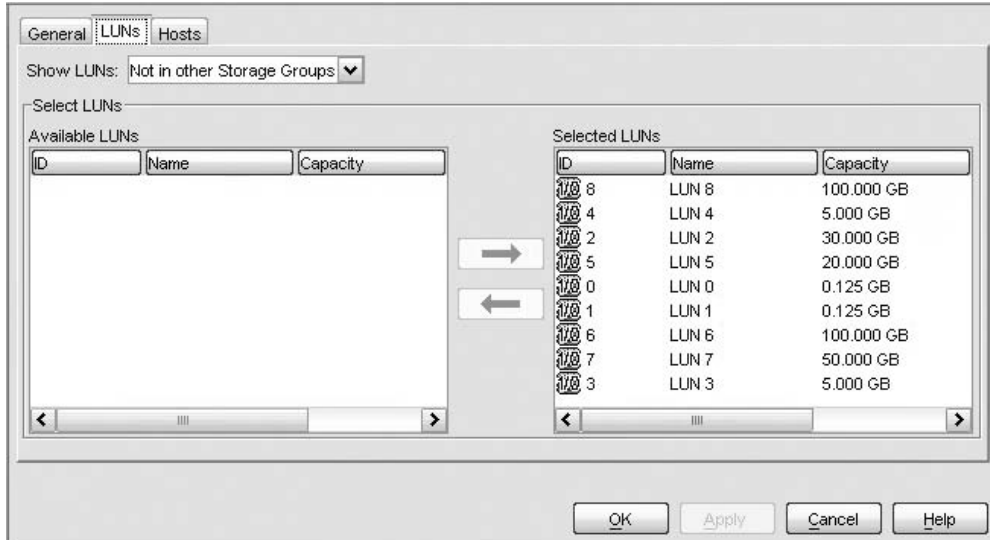 General LUNs Hosts
Show LUNs: Not in other Storage Groups
Select LUNs
Available LUNs
ID Name Capacity
Selected LUNs
ID Name Capacity
8 LUN 8 100.000 GB
4 LUN 4 5.000 GB
2 LUN 2 30.000 GB
5 LUN 5 20.000 GB
0 LUN 0 0.125 GB
1 LUN 1 0.125 GB
6 LUN 6 100.000 GB
7 LUN 7 50.000 GB
3 LUN 3 5.000 GB
OK Apply Cancel Help